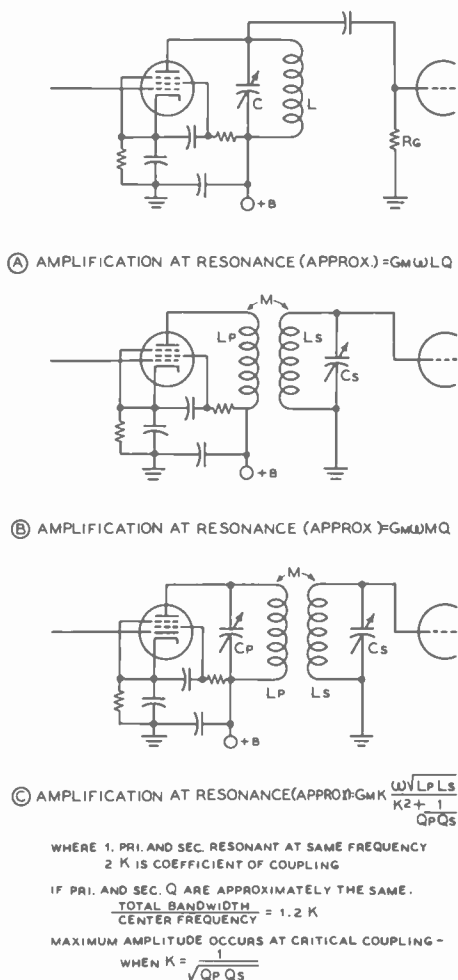 C
L
RG
+B
Ⓐ AMPLIFICATION AT RESONANCE (APPROX.) = GMωLQ
M
LP
LS
CS
+B
Ⓑ AMPLIFICATION AT RESONANCE (APPROX.) = GMωMQ
M
CP
CS
LP
LS
+B
Ⓒ AMPLIFICATION AT RESONANCE (APPROX.) = GMK ω√LPLS / K² + 1/QPQS
WHERE 1. PRI. AND SEC. RESONANT AT SAME FREQUENCY
2 K IS COEFFICIENT OF COUPLING
IF PRI. AND SEC. Q ARE APPROXIMATELY THE SAME.
TOTAL BANDWIDTH / CENTER FREQUENCY = 1.2 K
MAXIMUM AMPLITUDE OCCURS AT CRITICAL COUPLING –
WHEN K = 1 / √QP QS